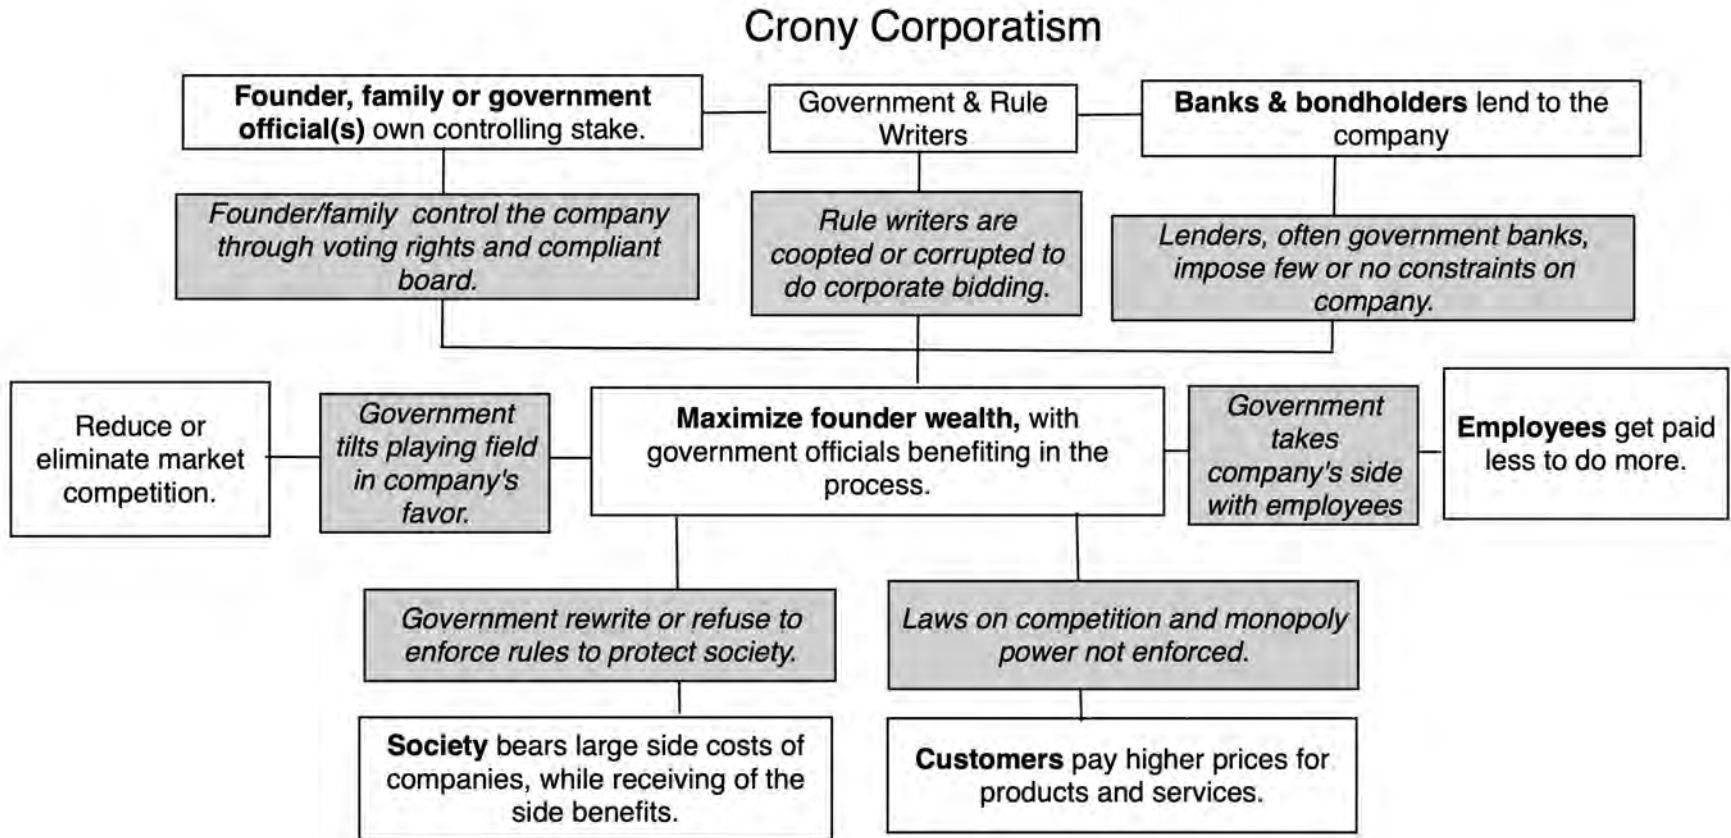 Crony Corporatism
Founder, family or government
official(s) own controlling stake.
Government & Rule
Writers
Banks & bondholders lend to the
company
Founder/family control the company
through voting rights and compliant
board.
Rule writers are
coopted or corrupted to
do corporate bidding.
Lenders, often government banks,
impose few or no constraints on
company.
Reduce or
eliminate market
competition.
Government
tilts playing field
in company's
favor.
Maximize founder wealth, with
government officials benefiting in the
process.
Government
takes
company's side
with employees
Employees get paid
less to do more.
Government rewrite or refuse to
enforce rules to protect society.
Laws on competition and monopoly
power not enforced.
Society bears large side costs of
companies, while receiving of the
side benefits.
Customers pay higher prices for
products and services.